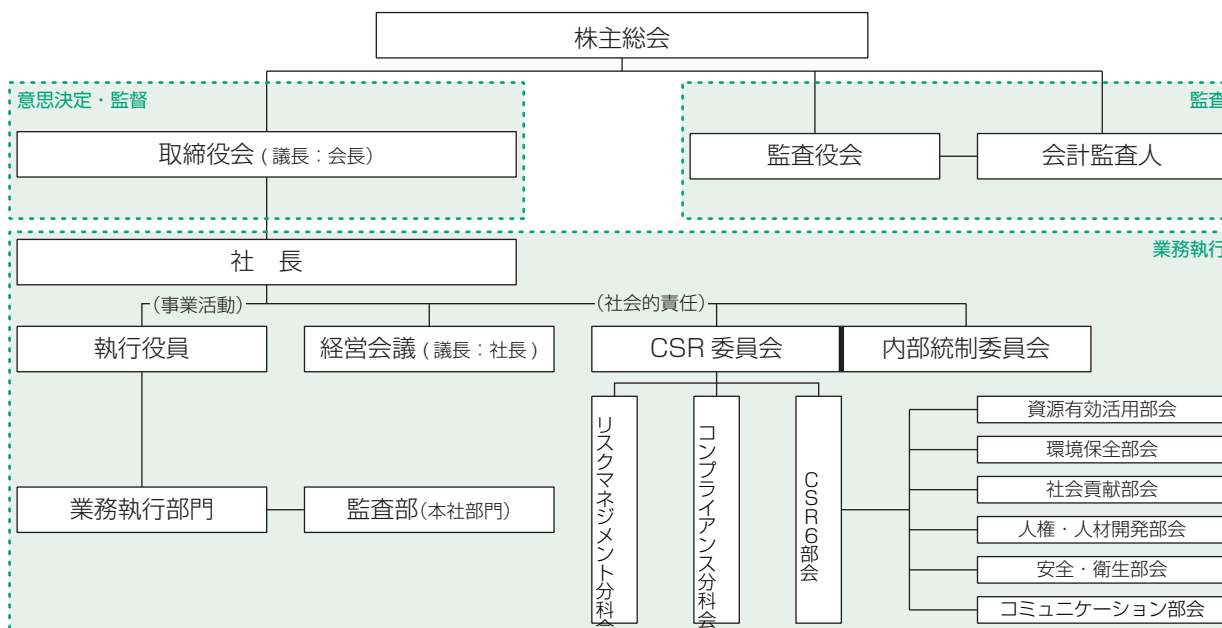 株主総会
意思決定・監督
監査
取締役会 (議長：会長)
監査役会
会計監査人
業務執行
社　長
(事業活動)
(社会的責任)
執行役員
経営会議 (議長：社長)
CSR 委員会
内部統制委員会
リスクマネジメント分科会
コンプライアンス分科会
CSR6部会
資源有効活用部会
環境保全部会
社会貢献部会
人権・人材開発部会
安全・衛生部会
コミュニケーション部会
業務執行部門
監査部(本社部門)